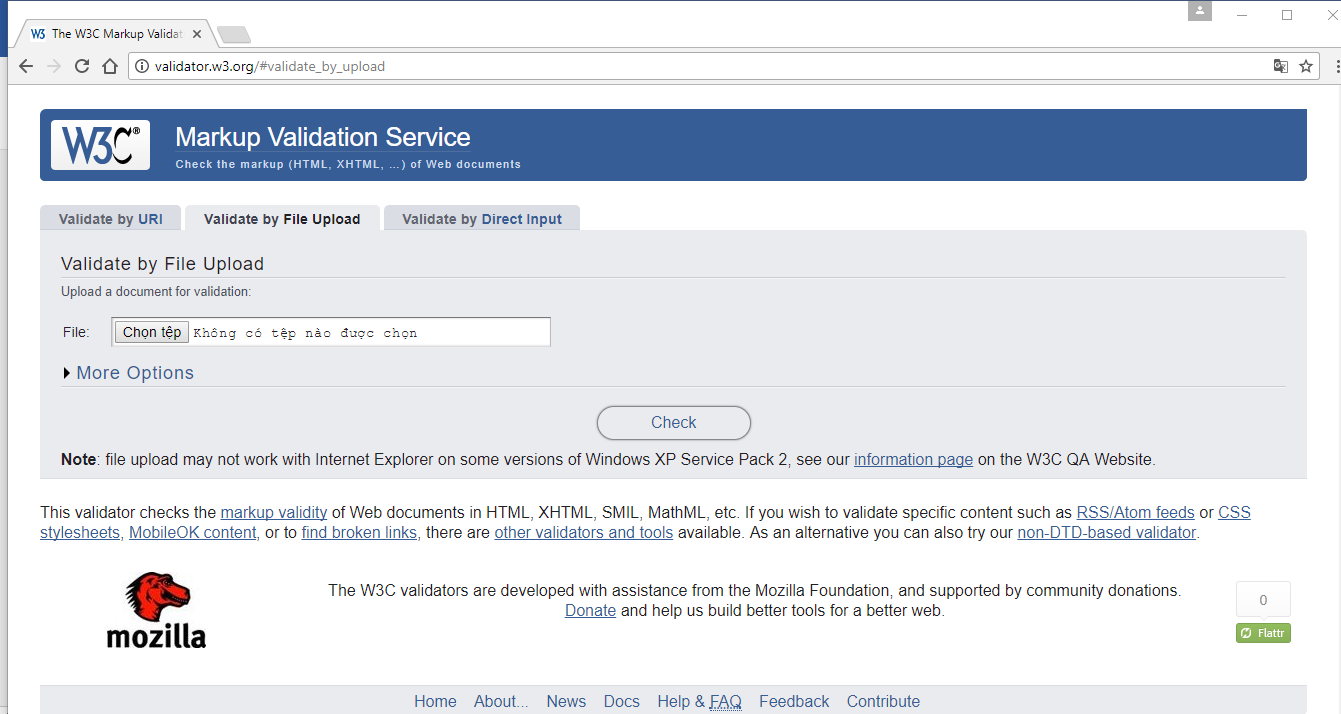 W3 The W3C Markup Validat
validator.w3.org/#validate_by_upload
W3C® Markup Validation Service
Check the markup (HTML, XHTML, …) of Web documents
Validate by URI Validate by File Upload Validate by Direct Input
Validate by File Upload
Upload a document for validation:
File: Chọn tệp Không có tệp nào được chọn
More Options
Check
Note: file upload may not work with Internet Explorer on some versions of Windows XP Service Pack 2, see our information page on the W3C QA Website.
This validator checks the markup validity of Web documents in HTML, XHTML, SMIL, MathML, etc. If you wish to validate specific content such as RSS/Atom feeds or CSS
stylesheets, MobileOK content, or to find broken links, there are other validators and tools available. As an alternative you can also try our non-DTD-based validator.
mozilla
The W3C validators are developed with assistance from the Mozilla Foundation, and supported by community donations.
Donate and help us build better tools for a better web.
0
Flattr
Home About... News Docs Help & FAQ Feedback Contribute